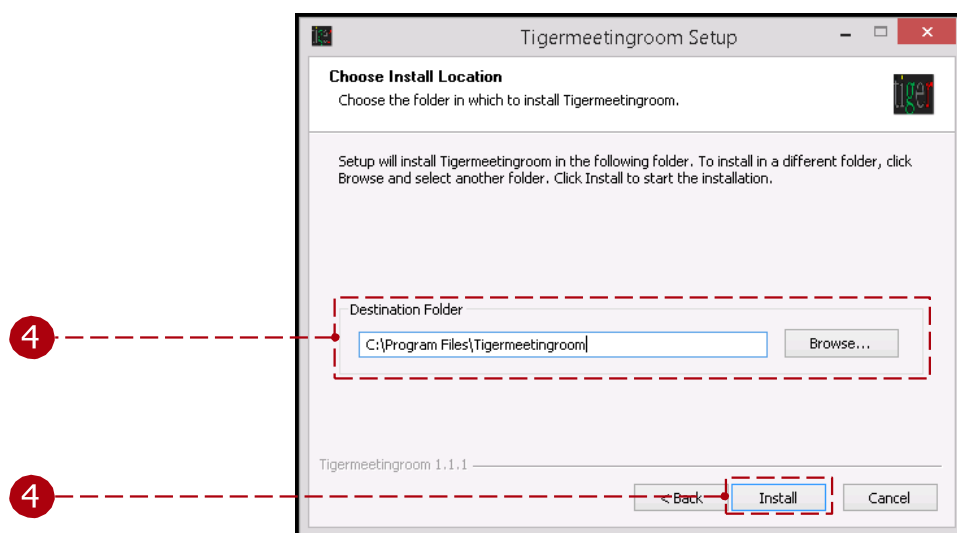 tiger
Tigermeetingroom Setup
Choose Install Location
Choose the folder in which to install Tigermeetingroom.
tiger
Setup will install Tigermeetingroom in the following folder. To install in a different folder, click
Browse and select another folder. Click Install to start the installation.
Destination Folder
4
C:\Program Files\Tigermeetingroom
Browse...
Tigermeetingroom 1.1.1
4
< Back
Install
Cancel